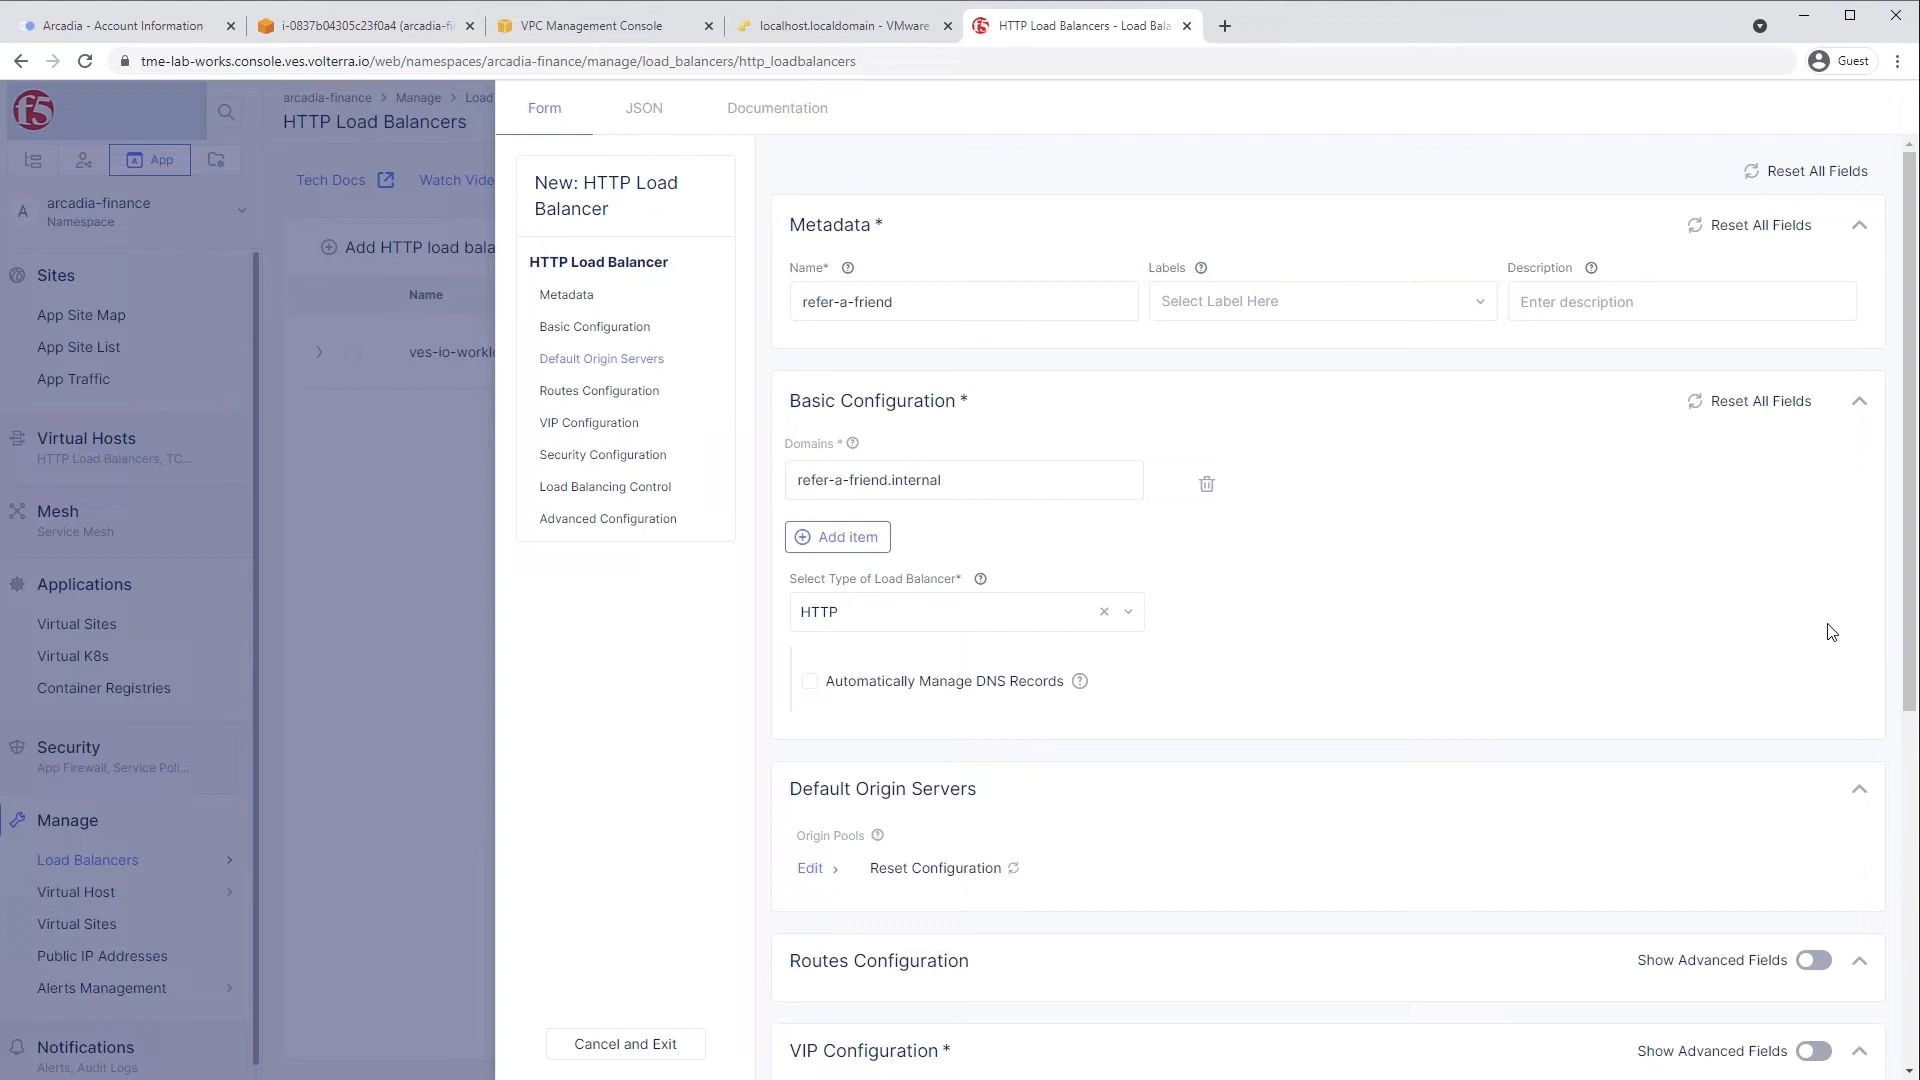 Arcadia - Account Information
i-0837b04305c23f0a4 (arcadia-fi
VPC Management Console
localhost.localdomain - VMware
HTTP Load Balancers - Load Bala
tme-lab-works.console.ves.volterra.io/web/namespaces/arcadia-finance/manage/load_balancers/http_loadbalancers
Guest
f5
App
A
arcadia-finance
Namespace
Sites
App Site Map
App Site List
App Traffic
Virtual Hosts
HTTP Load Balancers, TC...
Mesh
Service Mesh
Applications
Virtual Sites
Virtual K8s
Container Registries
Security
App Firewall, Service Poli...
Manage
Load Balancers
Virtual Host
Virtual Sites
Public IP Addresses
Alerts Management
Notifications
Alerts, Audit Logs
arcadia-finance > Manage > Load
HTTP Load Balancers
Tech Docs
Watch Vide
Add HTTP load bala
Name
ves-io-worklo
Form
JSON
Documentation
New: HTTP Load
Balancer
HTTP Load Balancer
Metadata
Basic Configuration
Default Origin Servers
Routes Configuration
VIP Configuration
Security Configuration
Load Balancing Control
Advanced Configuration
Cancel and Exit
Reset All Fields
Metadata *
Reset All Fields
Name*
Labels
Description
refer-a-friend
Select Label Here
Enter description
Basic Configuration *
Reset All Fields
Domains *
refer-a-friend.internal
Add item
Select Type of Load Balancer*
HTTP
Automatically Manage DNS Records
Default Origin Servers
Origin Pools
Edit
Reset Configuration
Routes Configuration
Show Advanced Fields
VIP Configuration *
Show Advanced Fields